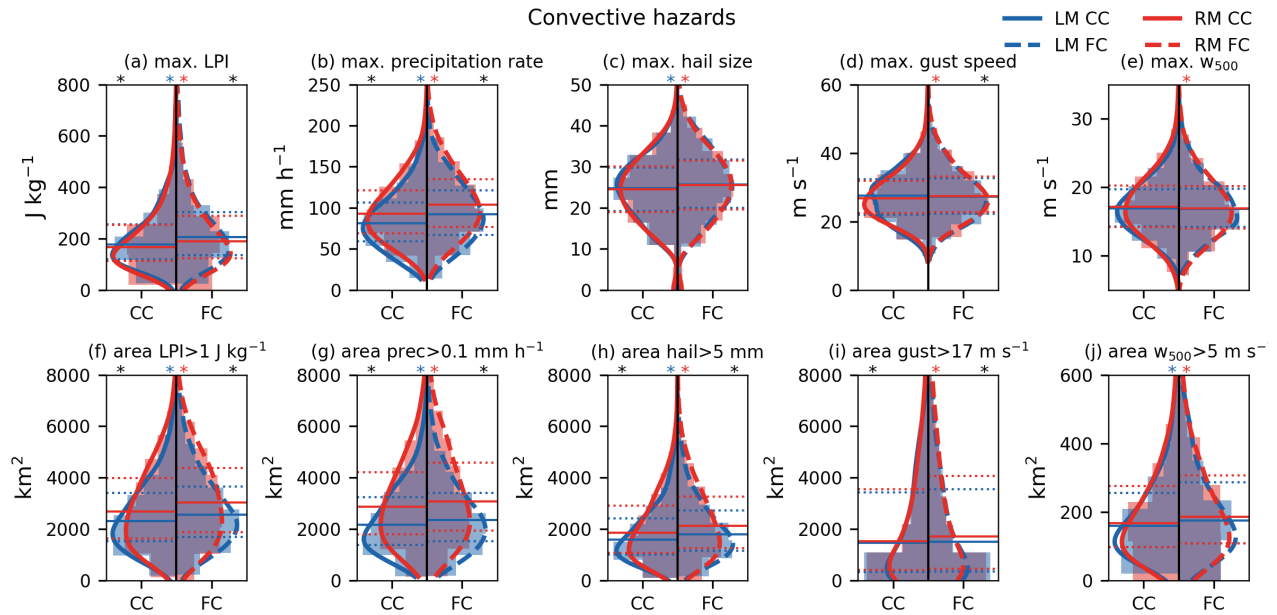 Convective hazards
LM CC
RM CC
LM FC
RM FC
(a) max. LPI
(b) max. precipitation rate
(c) max. hail size
(d) max. gust speed
(e) max. w₅₀₀
* * * *
* * * *
* *
* *
*
800
600
400
200
0
J kg⁻¹
CC
FC
250
200
150
100
50
0
mm h⁻¹
CC
FC
50
40
30
20
10
0
mm
CC
FC
60
40
20
0
m s⁻¹
CC
FC
30
20
10
m s⁻¹
CC
FC
(f) area LPI>1 J kg⁻¹
(g) area prec>0.1 mm h⁻¹
(h) area hail>5 mm
(i) area gust>17 m s⁻¹
(j) area w₅₀₀>5 m s⁻
* * * *
* * * *
* * * *
* * *
* *
8000
6000
4000
2000
0
km²
CC
FC
8000
6000
4000
2000
0
km²
CC
FC
8000
6000
4000
2000
0
km²
CC
FC
8000
6000
4000
2000
0
km²
CC
FC
600
400
200
0
km²
CC
FC